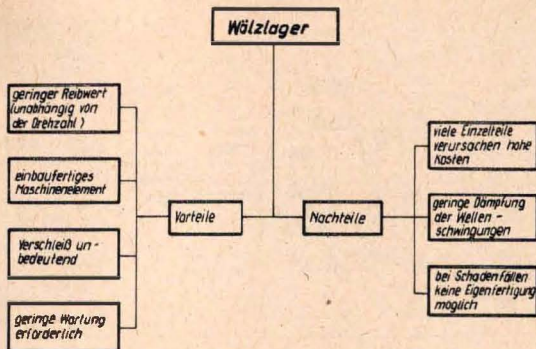 Wälzlager
geringer Reibwert
(unabhängig von
der Drehzahl)
einbaufertiges
Maschinenelement
Verschleiß un-
bedeutend
geringe Wartung
erforderlich
Vorteile
Nachteile
viele Einzelteile
verursachen hohe
Kosten
geringe Dämpfung
der Wellen-
schwingungen
bei Schadenfällen
keine Eigenfertigung
möglich